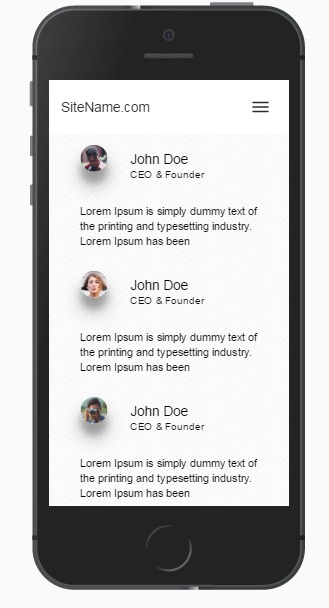 SiteName.com
John Doe
CEO & Founder
Lorem Ipsum is simply dummy text of
the printing and typesetting industry.
Lorem Ipsum has been
John Doe
CEO & Founder
Lorem Ipsum is simply dummy text of
the printing and typesetting industry.
Lorem Ipsum has been
John Doe
CEO & Founder
Lorem Ipsum is simply dummy text of
the printing and typesetting industry.
Lorem Ipsum has been